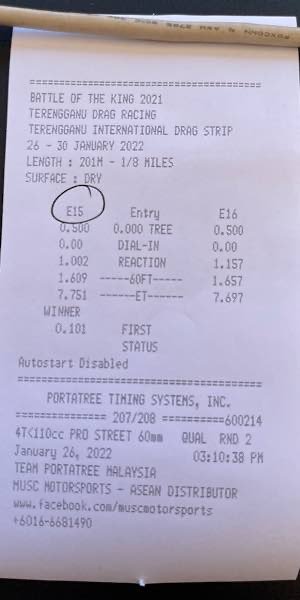 BATTLE OF THE KING 2021
TERENGGANU DRAG RACING
TERENGGANU INTERNATIONAL DRAG STRIP
26 - 30 JANUARY 2022
LENGTH : 201M - 1/8 MILES
SURFACE : DRY
E15 Entry E16
0.500 0.000 TREE 0.500
0.00 DIAL-IN 0.00
1.002 REACTION 1.157
1.609 -----60FT----- 1.657
7.751 ------ET------ 7.697
WINNER
0.101 FIRST
STATUS
Autostart Disabled
PORTATREE TIMING SYSTEMS, INC.
=============== 207/208 ==========600214
4T<110cc PRO STREET 60mm QUAL RND 2
January 26, 2022 03:10:38 PM
TEAM PORTATREE MALAYSIA
MUSC MOTORSPORTS - ASEAN DISTRIBUTOR
www.facebook.com/muscmotorsports
+6016-6681490